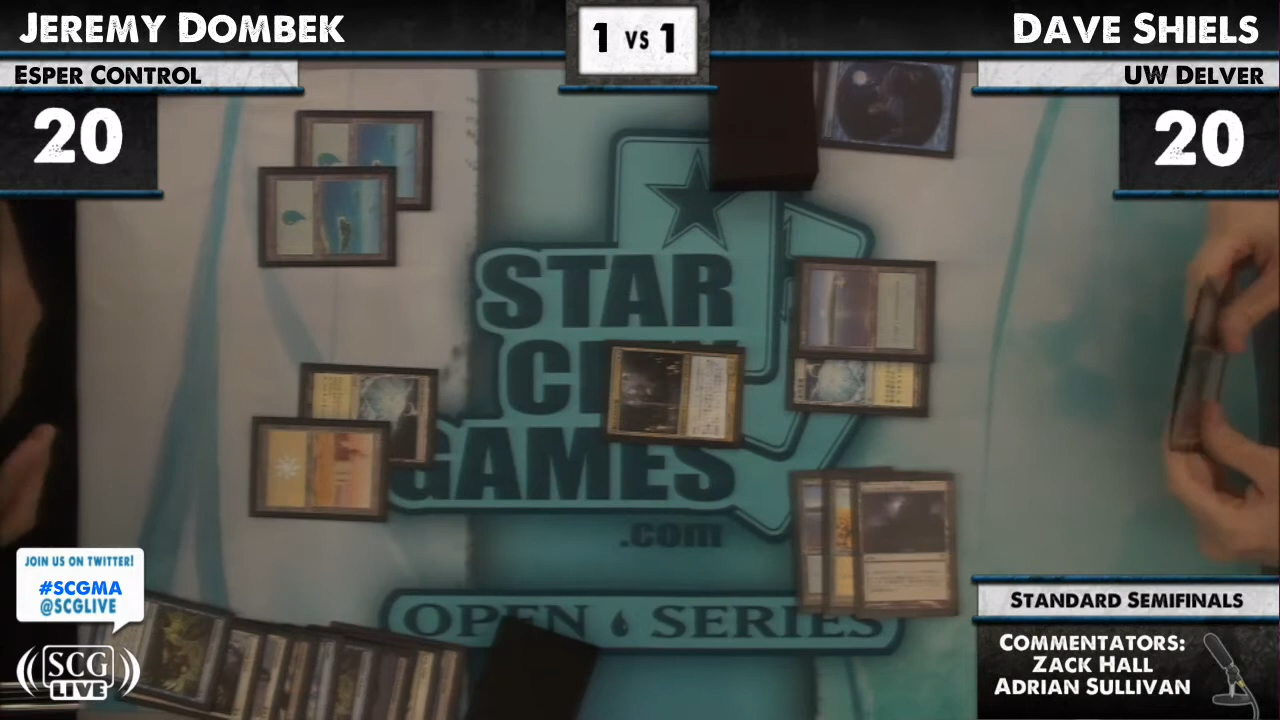 JEREMY DOMBEK
1 VS 1
DAVE SHIELS
ESPER CONTROL
UW DELVER
20
20
STAR
CITY
GAMES
.com
OPEN SERIES
JOIN US ON TWITTER!
#SCGMA
@SCGLIVE
SCG
LIVE
STANDARD SEMIFINALS
COMMENTATORS:
ZACK HALL
ADRIAN SULLIVAN